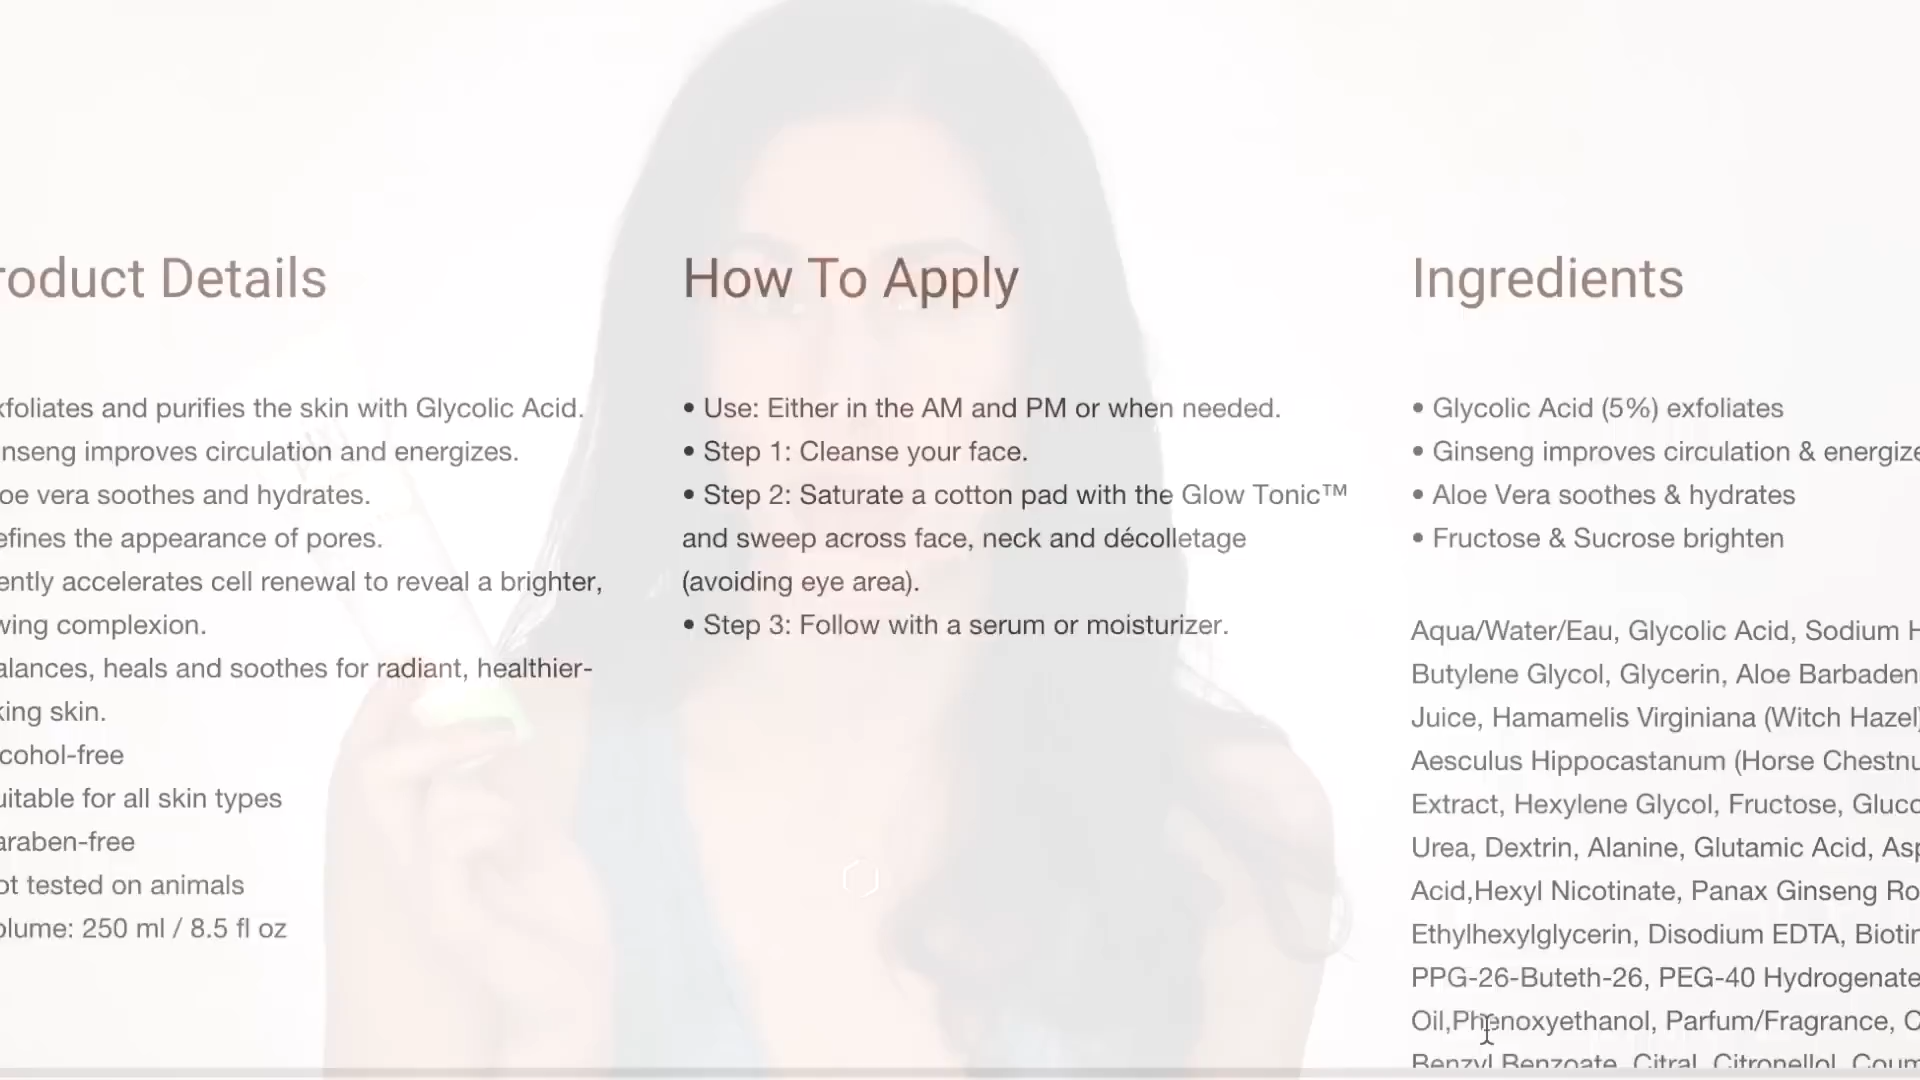 roduct Details
xfoliates and purifies the skin with Glycolic Acid.
inseng improves circulation and energizes.
oe vera soothes and hydrates.
efines the appearance of pores.
ently accelerates cell renewal to reveal a brighter,
wing complexion.
alances, heals and soothes for radiant, healthier-
king skin.
cohol-free
uitable for all skin types
araben-free
ot tested on animals
olume: 250 ml / 8.5 fl oz
How To Apply
• Use: Either in the AM and PM or when needed.
• Step 1: Cleanse your face.
• Step 2: Saturate a cotton pad with the Glow Tonic™
and sweep across face, neck and décolletage
(avoiding eye area).
• Step 3: Follow with a serum or moisturizer.
Ingredients
• Glycolic Acid (5%) exfoliates
• Ginseng improves circulation & energize
• Aloe Vera soothes & hydrates
• Fructose & Sucrose brighten
Aqua/Water/Eau, Glycolic Acid, Sodium H
Butylene Glycol, Glycerin, Aloe Barbaden
Juice, Hamamelis Virginiana (Witch Hazel)
Aesculus Hippocastanum (Horse Chestnu
Extract, Hexylene Glycol, Fructose, Gluco
Urea, Dextrin, Alanine, Glutamic Acid, Asp
Acid,Hexyl Nicotinate, Panax Ginseng Ro
Ethylhexylglycerin, Disodium EDTA, Biotin
PPG-26-Buteth-26, PEG-40 Hydrogenate
Oil,Phenoxyethanol, Parfum/Fragrance, C
Benzyl Benzoate, Citral, Citronellol, Coum